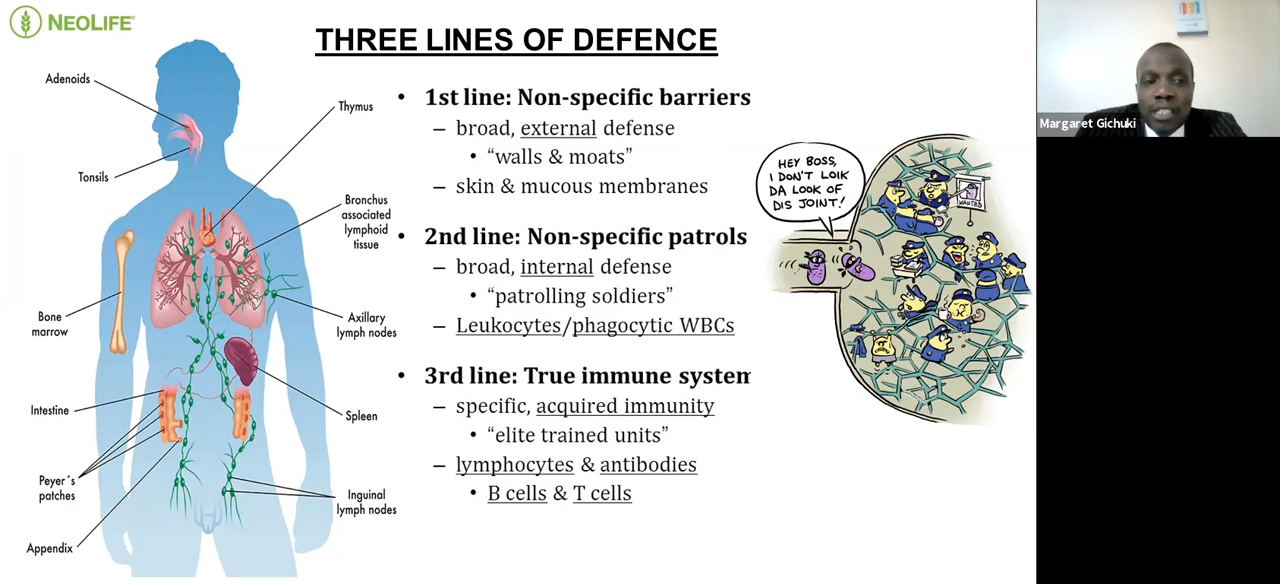 NEOLIFE
THREE LINES OF DEFENCE
Adenoids
Tonsils
Thymus
Bronchus
associated
lymphoid
tissue
Bone
marrow
Axillary
lymph nodes
Intestine
Spleen
Peyer´s
patches
Inguinal
lymph nodes
Appendix
• 1st line: Non-specific barriers
– broad, external defense
• “walls & moats”
– skin & mucous membranes
• 2nd line: Non-specific patrols
– broad, internal defense
• “patrolling soldiers”
– Leukocytes/phagocytic WBCs
• 3rd line: True immune system
– specific, acquired immunity
• “elite trained units”
– lymphocytes & antibodies
• B cells & T cells
HEY BOSS,
I DON'T LOIK
DA LOOK OF
DIS JOINT!
WANTED
Margaret Gichuki